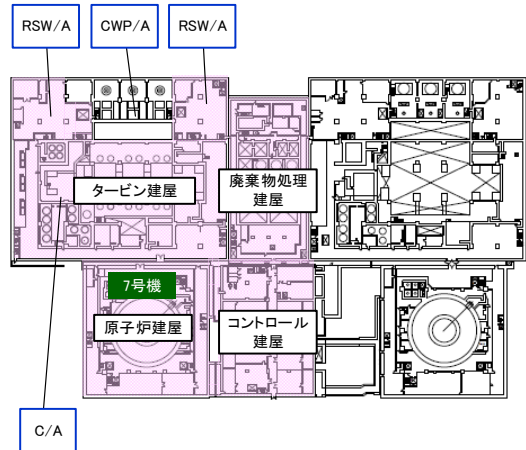 RSW/A
CWP/A
RSW/A
タービン建屋
廃棄物処理
建屋
7号機
原子炉建屋
コントロール
建屋
C/A